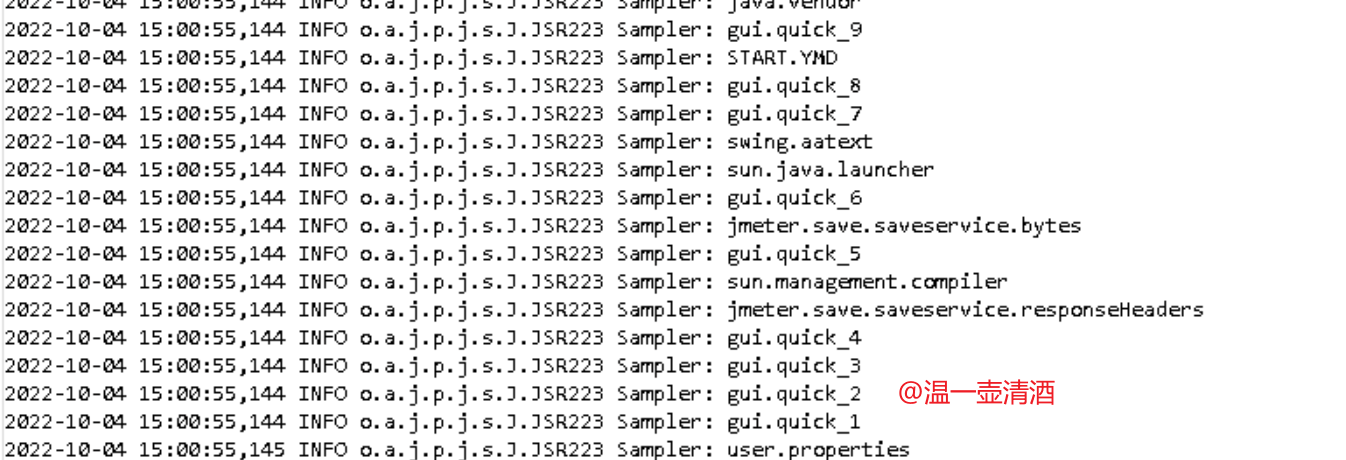 2022-10-04 15:00:55,144 INFO o.a.j.p.j.s.J.JSR223 Sampler: java.vendor
2022-10-04 15:00:55,144 INFO o.a.j.p.j.s.J.JSR223 Sampler: gui.quick_9
2022-10-04 15:00:55,144 INFO o.a.j.p.j.s.J.JSR223 Sampler: START.YMD
2022-10-04 15:00:55,144 INFO o.a.j.p.j.s.J.JSR223 Sampler: gui.quick_8
2022-10-04 15:00:55,144 INFO o.a.j.p.j.s.J.JSR223 Sampler: gui.quick_7
2022-10-04 15:00:55,144 INFO o.a.j.p.j.s.J.JSR223 Sampler: swing.aatext
2022-10-04 15:00:55,144 INFO o.a.j.p.j.s.J.JSR223 Sampler: sun.java.launcher
2022-10-04 15:00:55,144 INFO o.a.j.p.j.s.J.JSR223 Sampler: gui.quick_6
2022-10-04 15:00:55,144 INFO o.a.j.p.j.s.J.JSR223 Sampler: jmeter.save.saveservice.bytes
2022-10-04 15:00:55,144 INFO o.a.j.p.j.s.J.JSR223 Sampler: gui.quick_5
2022-10-04 15:00:55,144 INFO o.a.j.p.j.s.J.JSR223 Sampler: sun.management.compiler
2022-10-04 15:00:55,144 INFO o.a.j.p.j.s.J.JSR223 Sampler: jmeter.save.saveservice.responseHeaders
2022-10-04 15:00:55,144 INFO o.a.j.p.j.s.J.JSR223 Sampler: gui.quick_4
2022-10-04 15:00:55,144 INFO o.a.j.p.j.s.J.JSR223 Sampler: gui.quick_3
2022-10-04 15:00:55,144 INFO o.a.j.p.j.s.J.JSR223 Sampler: gui.quick_2 @温一壶清酒
2022-10-04 15:00:55,144 INFO o.a.j.p.j.s.J.JSR223 Sampler: gui.quick_1
2022-10-04 15:00:55,145 INFO o.a.j.p.j.s.J.JSR223 Sampler: user.properties